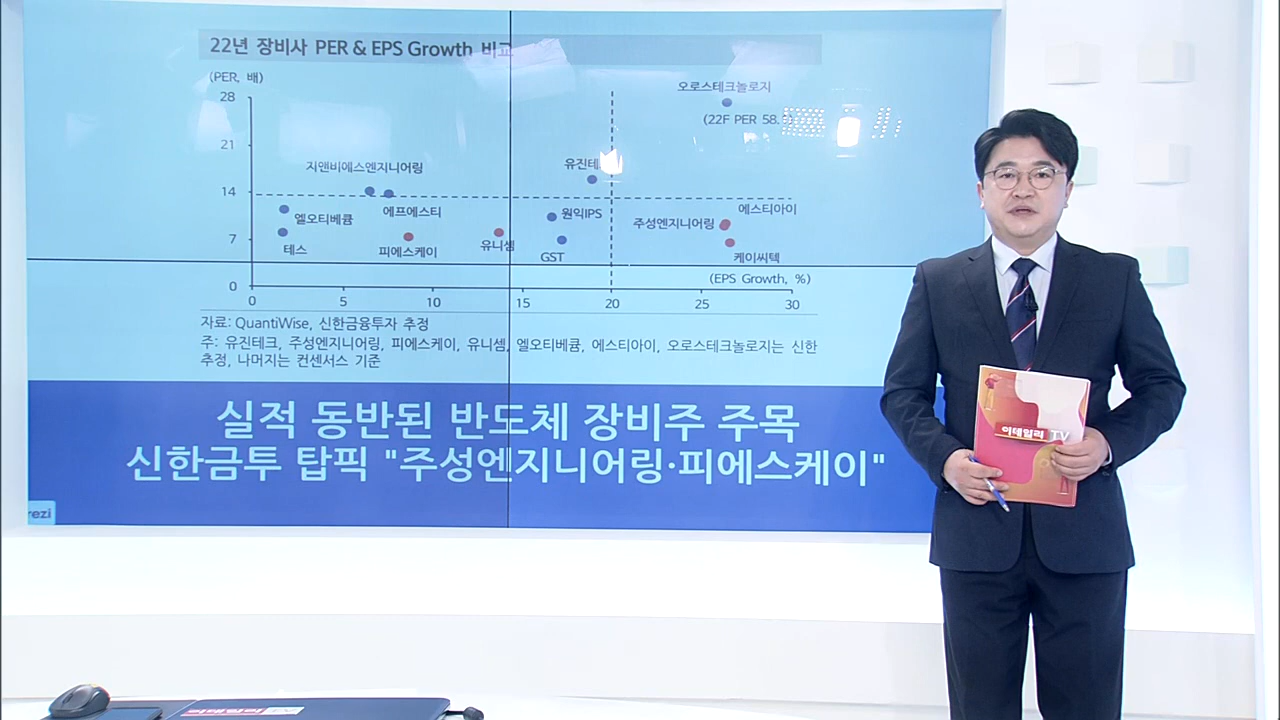 22년 장비사 PER & EPS Growth 비교
(PER, 배)
28
21
14
7
0
오로스테크놀로지
(22F PER 58.
지앤비에스엔지니어링
엘오티베큠
에프에스티
원익IPS
주성엔지니어링
에스티아이
테스
피에스케이
유니셈
GST
케이씨텍
(EPS Growth, %)
0 5 10 15 20 25 30
자료: QuantiWise, 신한금융투자 추정
주: 유진테크, 주성엔지니어링, 피에스케이, 유니셈, 엘오티베큠, 에스티아이, 오로스테크놀로지는 신한
추정, 나머지는 컨센서스 기준
실적 동반된 반도체 장비주 주목
신한금투 탑픽 "주성엔지니어링·피에스케이"
rezi
이데일리 TV